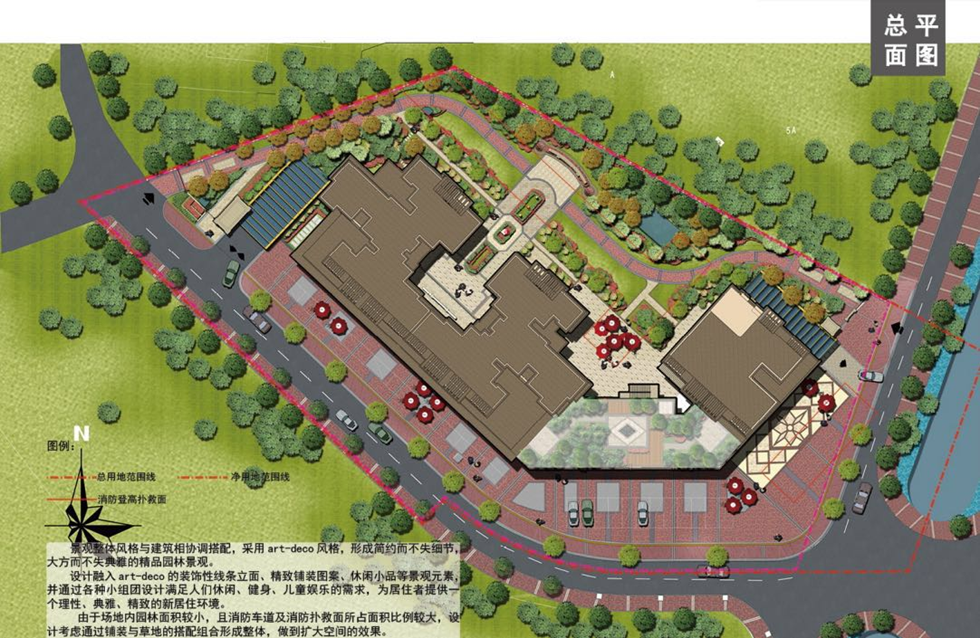 总平
面图
A
5A
N
图例:
总用地范围线
净用地范围线
消防登高扑救面
景观整体风格与建筑相协调搭配，采用 art-deco 风格，形成简约而不失细节，
大方而不失典雅的精品园林景观。
设计融入 art-deco 的装饰性线条立面、精致铺装图案、休闲小品等景观元素，
并通过各种小组团设计满足人们休闲、健身、儿童娱乐的需求，为居住者提供一
个理性、典雅、精致的新居住环境。
由于场地内园林面积较小，且消防车道及消防扑救面所占面积比例较大，设
计考虑通过铺装与草地的搭配组合形成整体，做到扩大空间的效果。